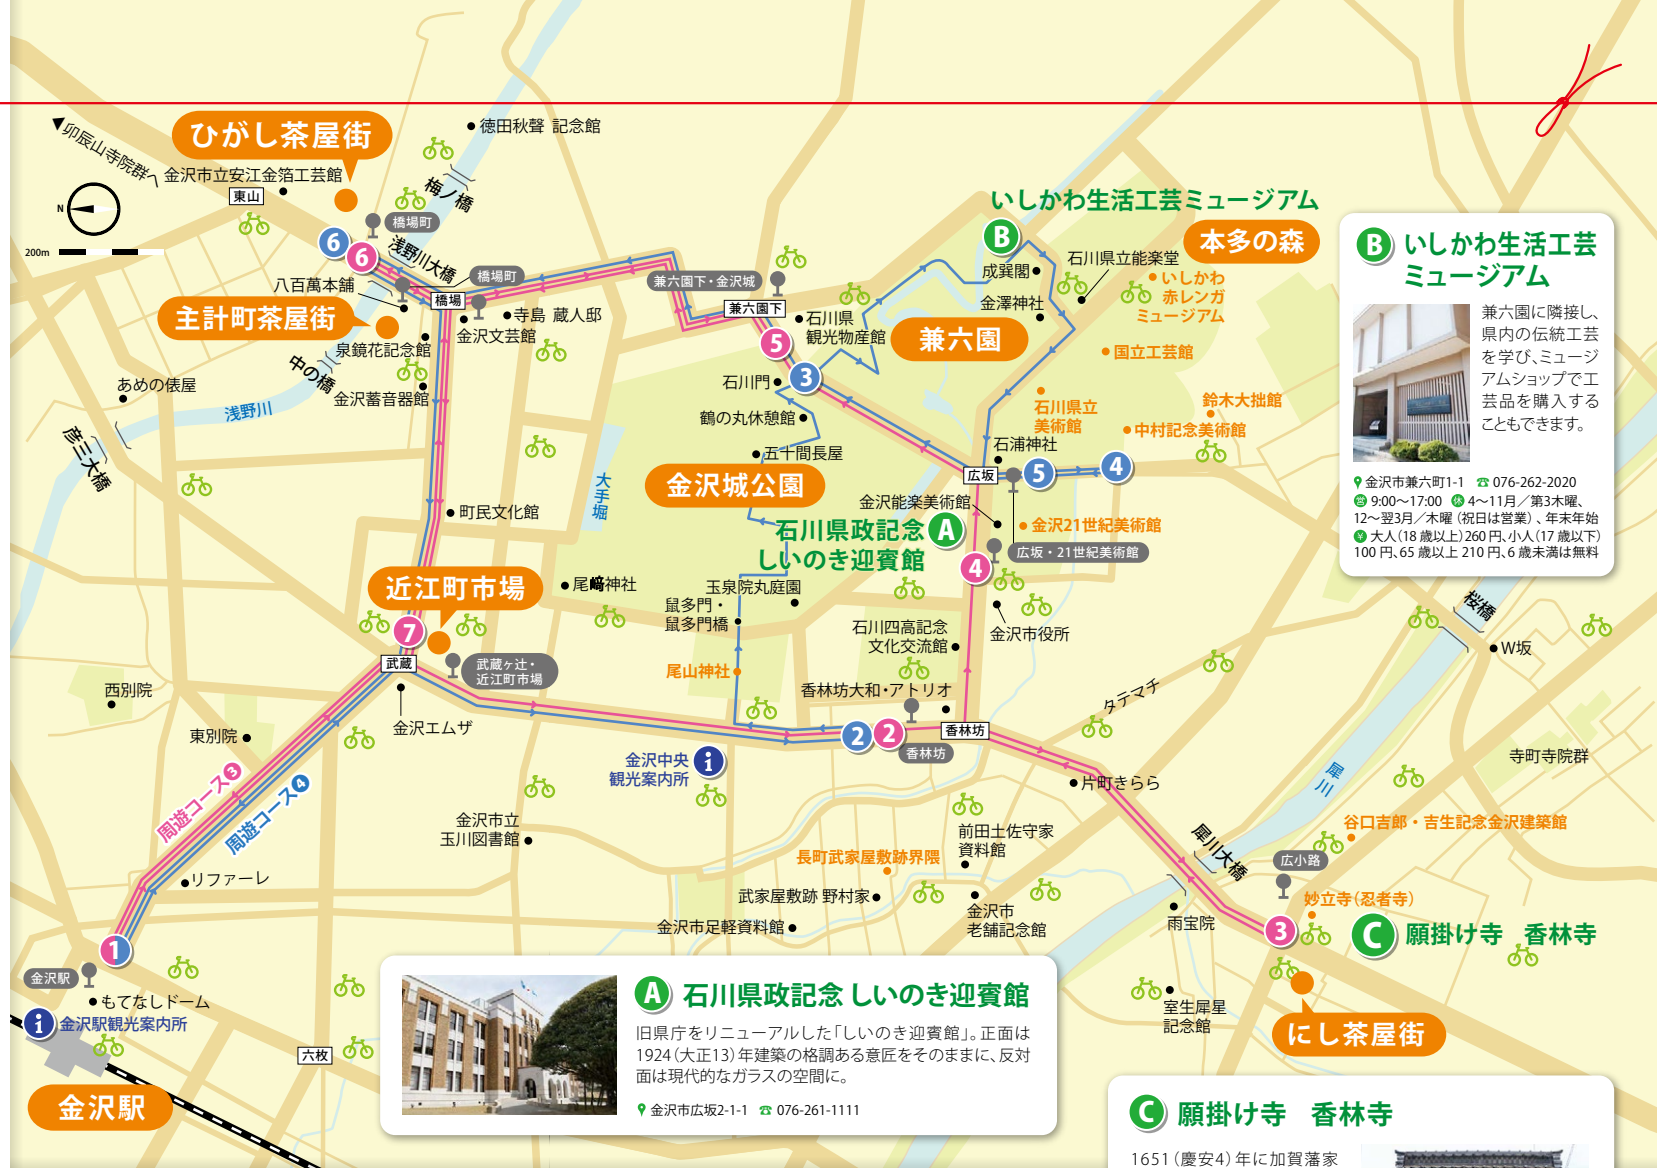 卯辰山寺院群へ
ひがし茶屋街
徳田秋聲 記念館
金沢市立安江金箔工芸館
東山
梅ノ橋
橋場町
N
200m
6
6
浅野川大橋
橋場町
八百萬本舗
橋場
主計町茶屋街
寺島 蔵人邸
金沢文芸館
泉鏡花記念館
中の橋
金沢蓄音器館
あめの俵屋
浅野川
彦三大橋
兼六園下・金沢城
兼六園下
石川県
観光物産館
5
石川門
3
鶴の丸休憩館
五十間長屋
金沢城公園
大手堀
町民文化館
いしかわ生活工芸ミュージアム
B
本多の森
成巽閣
石川県立能楽堂
金澤神社
いしかわ
赤レンガ
ミュージアム
兼六園
国立工芸館
石川県立
美術館
鈴木大拙館
中村記念美術館
石浦神社
広坂
5
4
金沢能楽美術館
金沢21世紀美術館
石川県政記念
しいのき迎賓館
A
広坂・21世紀美術館
4
近江町市場
尾﨑神社
玉泉院丸庭園
鼠多門・
鼠多門橋
石川四高記念
文化交流館
金沢市役所
7
武蔵
武蔵ヶ辻・
近江町市場
尾山神社
香林坊大和・アトリオ
西別院
東別院
金沢エムザ
2
2
香林坊
香林坊
タテマチ
金沢中央
観光案内所
i
片町きらら
桜橋
W坂
寺町寺院群
犀川
周遊コース3
周遊コース4
金沢市立
玉川図書館
前田土佐守家
資料館
犀川大橋
谷口吉郎・吉生記念金沢建築館
広小路
長町武家屋敷跡界隈
リファーレ
武家屋敷跡 野村家
金沢市
老舗記念館
金沢市足軽資料館
雨宝院
妙立寺(忍者寺)
3
C
願掛け寺 香林寺
1
金沢駅
もてなしドーム
i
金沢駅観光案内所
六枚
金沢駅
室生犀星
記念館
にし茶屋街
B いしかわ生活工芸
ミュージアム
兼六園に隣接し、
県内の伝統工芸
を学び、ミュージ
アムショップで工
芸品を購入する
こともできます。
金沢市兼六町1-1 ☎ 076-262-2020
営 9:00〜17:00 休 4〜11月／第3木曜、
12〜翌3月／木曜（祝日は営業）、年末年始
¥ 大人(18 歳以上)260 円、小人(17 歳以下)
100 円、65 歳以上 210 円、6 歳未満は無料
A 石川県政記念 しいのき迎賓館
旧県庁をリニューアルした「しいのき迎賓館」。正面は
1924(大正13)年建築の格調ある意匠をそのままに、反対
面は現代的なガラスの空間に。
金沢市広坂2-1-1 ☎ 076-261-1111
C 願掛け寺 香林寺
1651(慶安4)年に加賀藩家